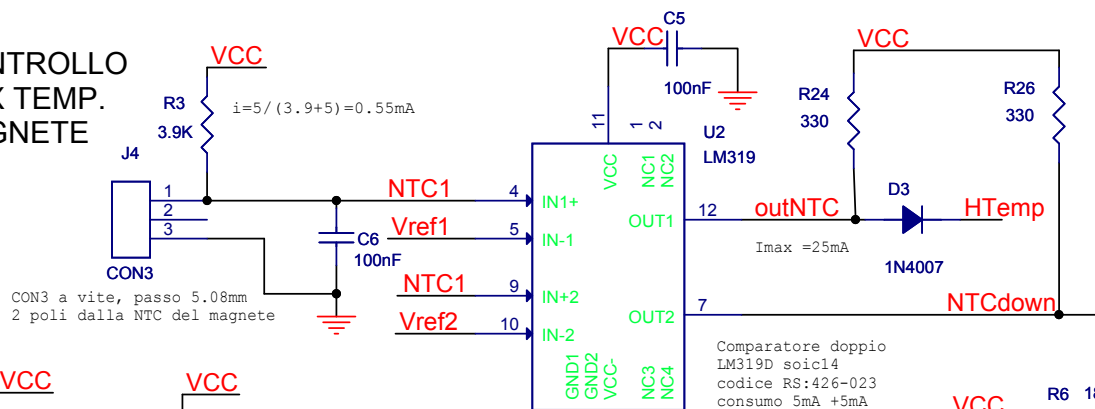 NTROLLO
X TEMP.
GNETE
VCC
R3
3.9K
i=5/(3.9+5)=0.55mA
J4
1
2
3
CON3
CON3 a vite, passo 5.08mm
2 poli dalla NTC del magnete
C6
100nF
NTC1
Vref1
NTC1
Vref2
4
5
9
10
VCC
C5
100nF
11
1
2
U2
LM319
VCC
NC1
NC2
IN1+
IN-1
IN+2
IN-2
OUT1
OUT2
GND1
GND2
VCC-
NC3
NC4
12
7
outNTC
Imax =25mA
VCC
R24
330
R26
330
D3
1N4007
HTemp
NTCdown
Comparatore doppio
LM319D soic14
codice RS:426-023
consumo 5mA +5mA
VCC
VCC
VCC
R6
18